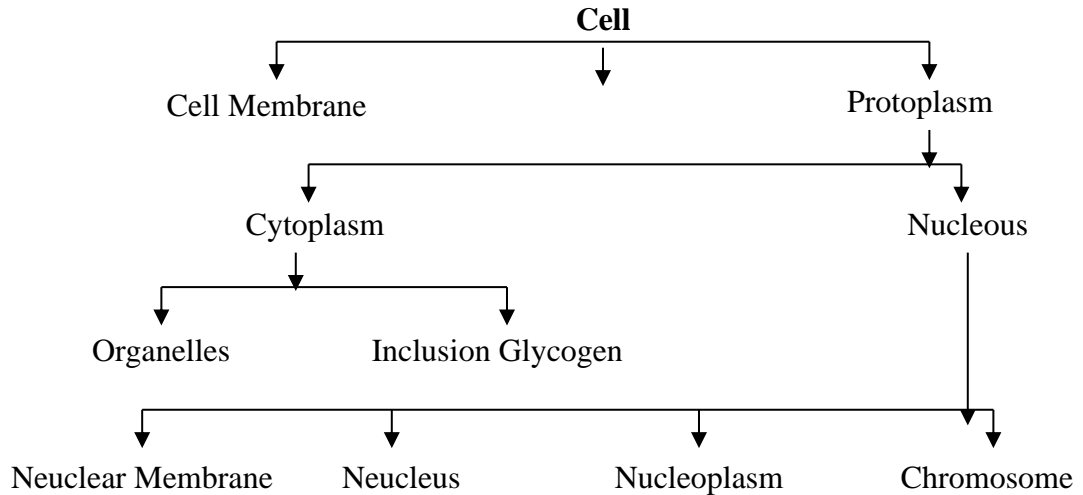 Cell
Cell Membrane Protoplasm
Cytoplasm Nucleous
Organelles Inclusion Glycogen
Neuclear Membrane Neucleus Nucleoplasm Chromosome